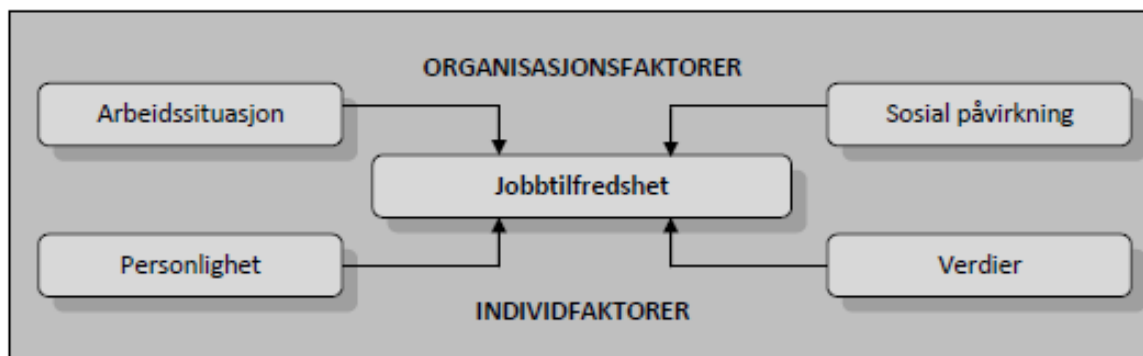 ORGANISASJONSFAKTORER
Arbeidssituasjon
Sosial påvirkning
Jobbtilfredshet
Personlighet
Verdier
INDIVIDFAKTORER